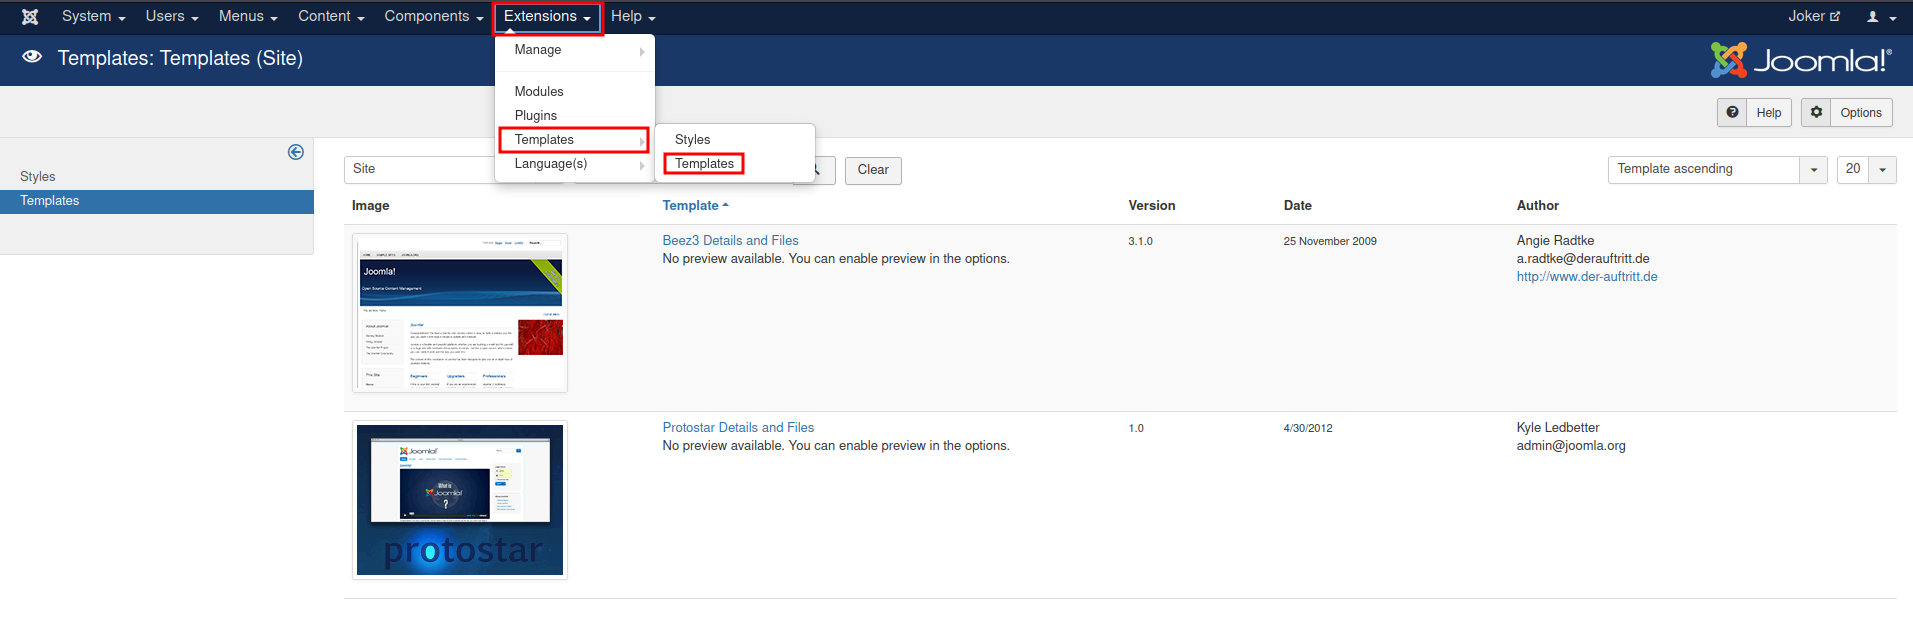 System Users Menus Content Components Extensions Help Joker
Templates: Templates (Site)
Joomla!®
Manage
Modules
Plugins
Templates
Language(s)
Styles
Templates
Help Options
Styles
Templates
Site
Clear
Template ascending 20
Image Template Version Date Author
Joomla!
Open Source Content Management
Beginners Upgraders Professionals
Beez3 Details and Files 3.1.0 25 November 2009 Angie Radtke
No preview available. You can enable preview in the options. a.radtke@derauftritt.de
http://www.der-auftritt.de
Joomla!
What is
Joomla!
?
protostar
Protostar Details and Files 1.0 4/30/2012 Kyle Ledbetter
No preview available. You can enable preview in the options. admin@joomla.org